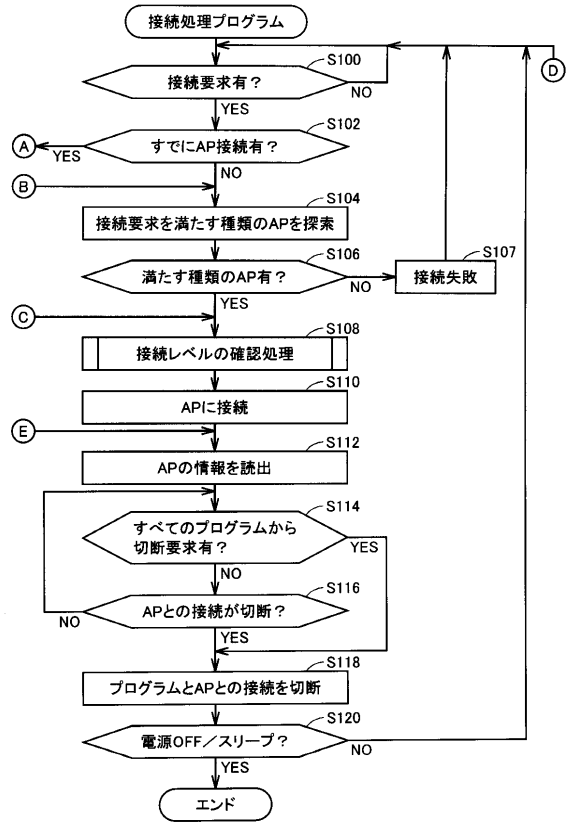 接続処理プログラム
D
S100
接続要求有？
NO
YES
S102
A
すでにAP接続有？
YES
NO
B
S104
接続要求を満たす種類のAPを探索
S106
満たす種類のAP有？
NO
S107
接続失敗
YES
C
S108
接続レベルの確認処理
S110
APに接続
E
S112
APの情報を読出
S114
すべてのプログラムから
切断要求有？
YES
NO
S116
APとの接続が切断？
NO
YES
S118
プログラムとAPとの接続を切断
S120
電源OFF／スリープ？
NO
YES
エンド